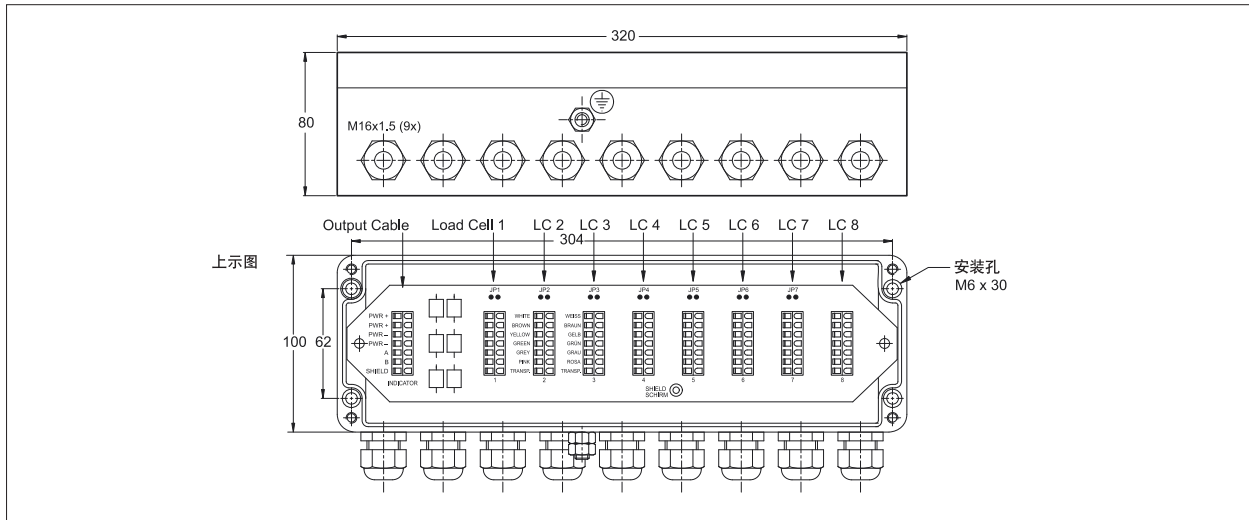 320
80
M16x1.5 (9x)
Output Cable Load Cell 1 LC 2 LC 3 LC 4 LC 5 LC 6 LC 7 LC 8
304
上示图
安装孔
M6 x 30
JP1 JP2 JP3 JP4 JP5 JP6 JP7
PWR + WHITE WEISS
PWR + BROWN BRAUN
PWR – YELLOW GELB
PWR – GREEN GRÜN
A GREY GRAU
B PINK ROSA
SHIELD TRANSP. TRANSP.
100 62
INDICATOR 1 2 3 4 5 6 7 8
SHIELD
SCHIRM